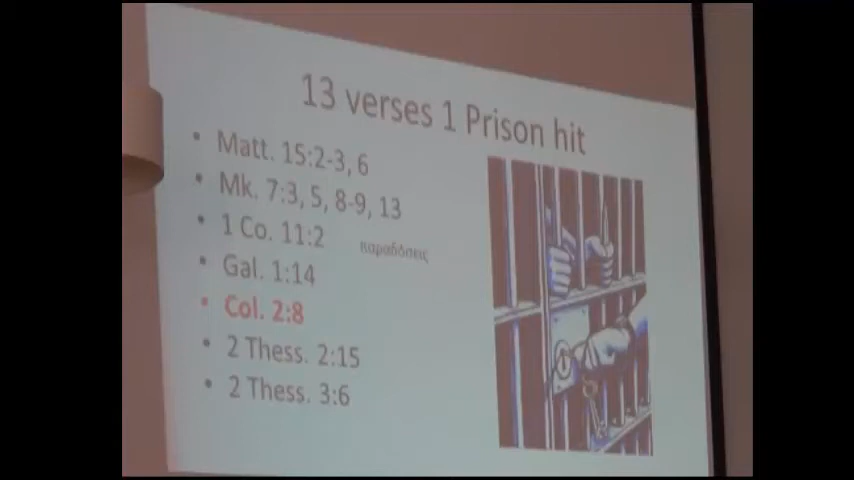 13 verses 1 Prison hit
• Matt. 15:2-3, 6
• Mk. 7:3, 5, 8-9, 13
• 1 Co. 11:2 παραδόσεις
• Gal. 1:14
• Col. 2:8
• 2 Thess. 2:15
• 2 Thess. 3:6